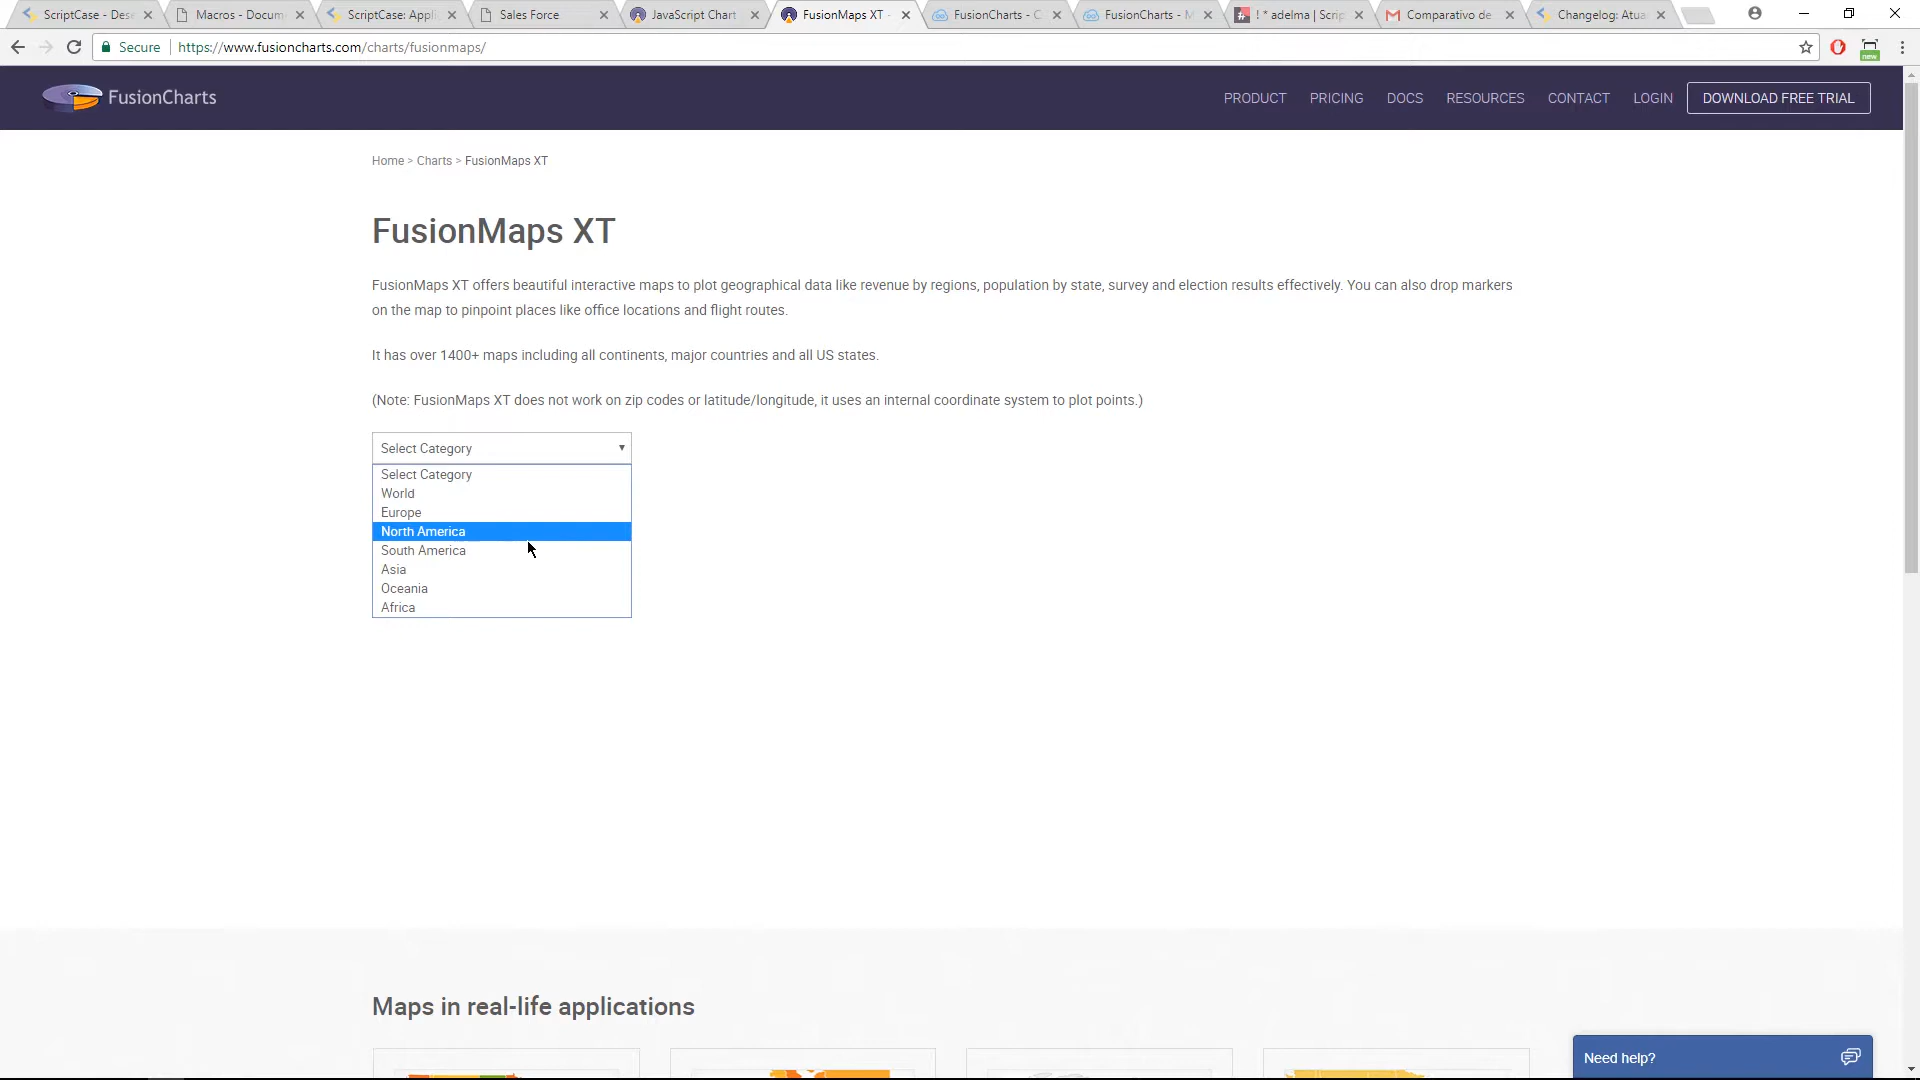 ScriptCase - Des
Macros - Docum
ScriptCase: Appli
Sales Force
JavaScript Chart
FusionMaps XT -
FusionCharts - C
FusionCharts - M
! * adelma | Scrip
Comparativo de
Changelog: Atua
Secure
https://www.fusioncharts.com/charts/fusionmaps/
new
FusionCharts
PRODUCT
PRICING
DOCS
RESOURCES
CONTACT
LOGIN
DOWNLOAD FREE TRIAL
Home > Charts > FusionMaps XT
FusionMaps XT
FusionMaps XT offers beautiful interactive maps to plot geographical data like revenue by regions, population by state, survey and election results effectively. You can also drop markers
on the map to pinpoint places like office locations and flight routes.
It has over 1400+ maps including all continents, major countries and all US states.
(Note: FusionMaps XT does not work on zip codes or latitude/longitude, it uses an internal coordinate system to plot points.)
Select Category
Select Category
World
Europe
North America
South America
Asia
Oceania
Africa
Maps in real-life applications
Need help?